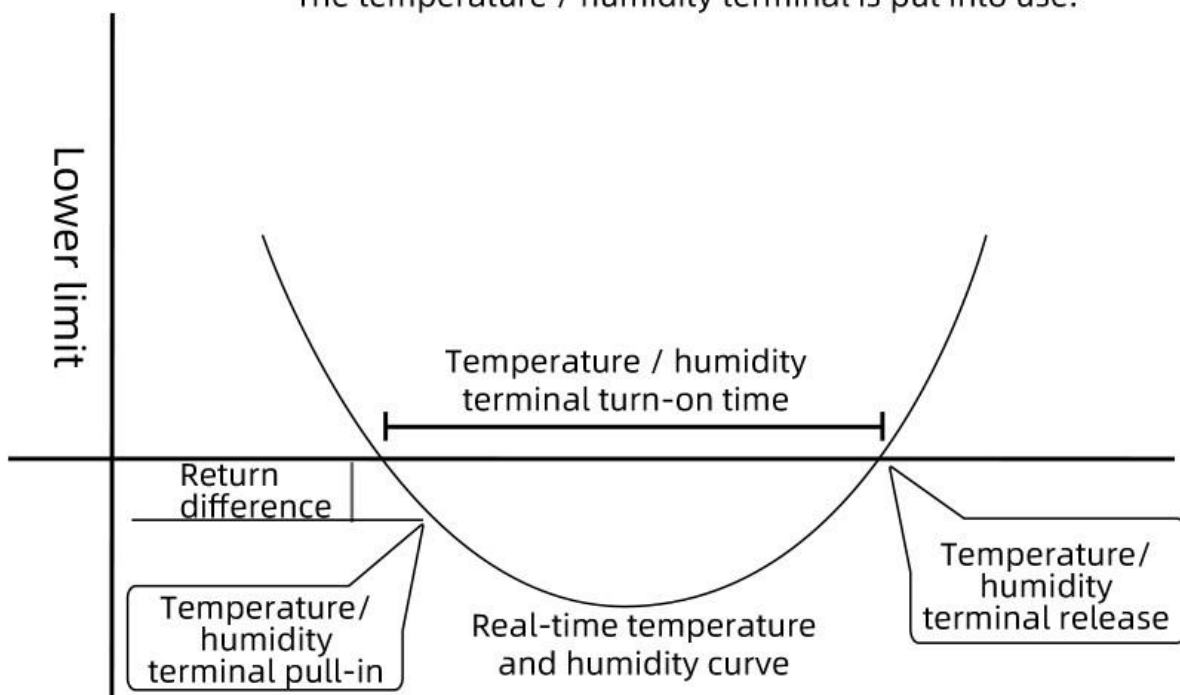 The temperature / humidity terminal is put into use.
Lower limit
Temperature / humidity
terminal turn-on time
Return
difference
Temperature/
humidity
terminal pull-in
Real-time temperature
and humidity curve
Temperature/
humidity
terminal release